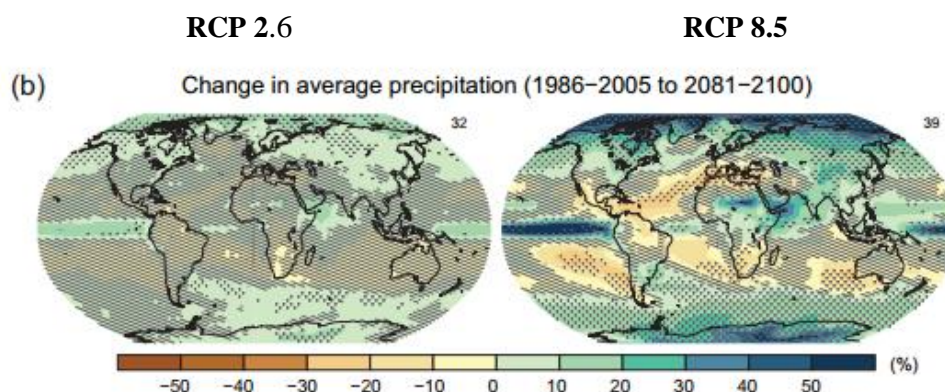 RCP 2.6 RCP 8.5
(b) Change in average precipitation (1986−2005 to 2081−2100)
32 39
(%)
−50 −40 −30 −20 −10 0 10 20 30 40 50